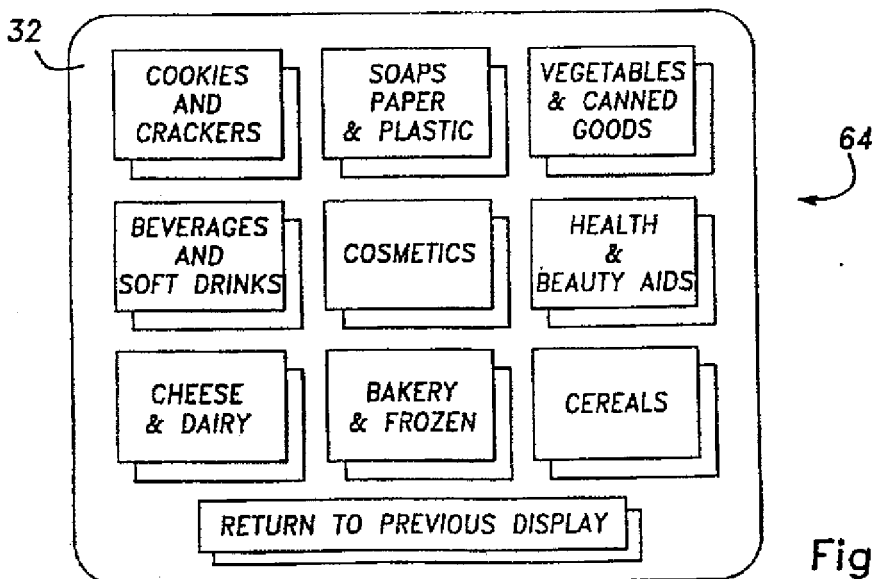 32
COOKIES
AND
CRACKERS
SOAPS
PAPER
& PLASTIC
VEGETABLES
& CANNED
GOODS
64
BEVERAGES
AND
SOFT DRINKS
COSMETICS
HEALTH
&
BEAUTY AIDS
CHEESE
& DAIRY
BAKERY
& FROZEN
CEREALS
RETURN TO PREVIOUS DISPLAY
Fig